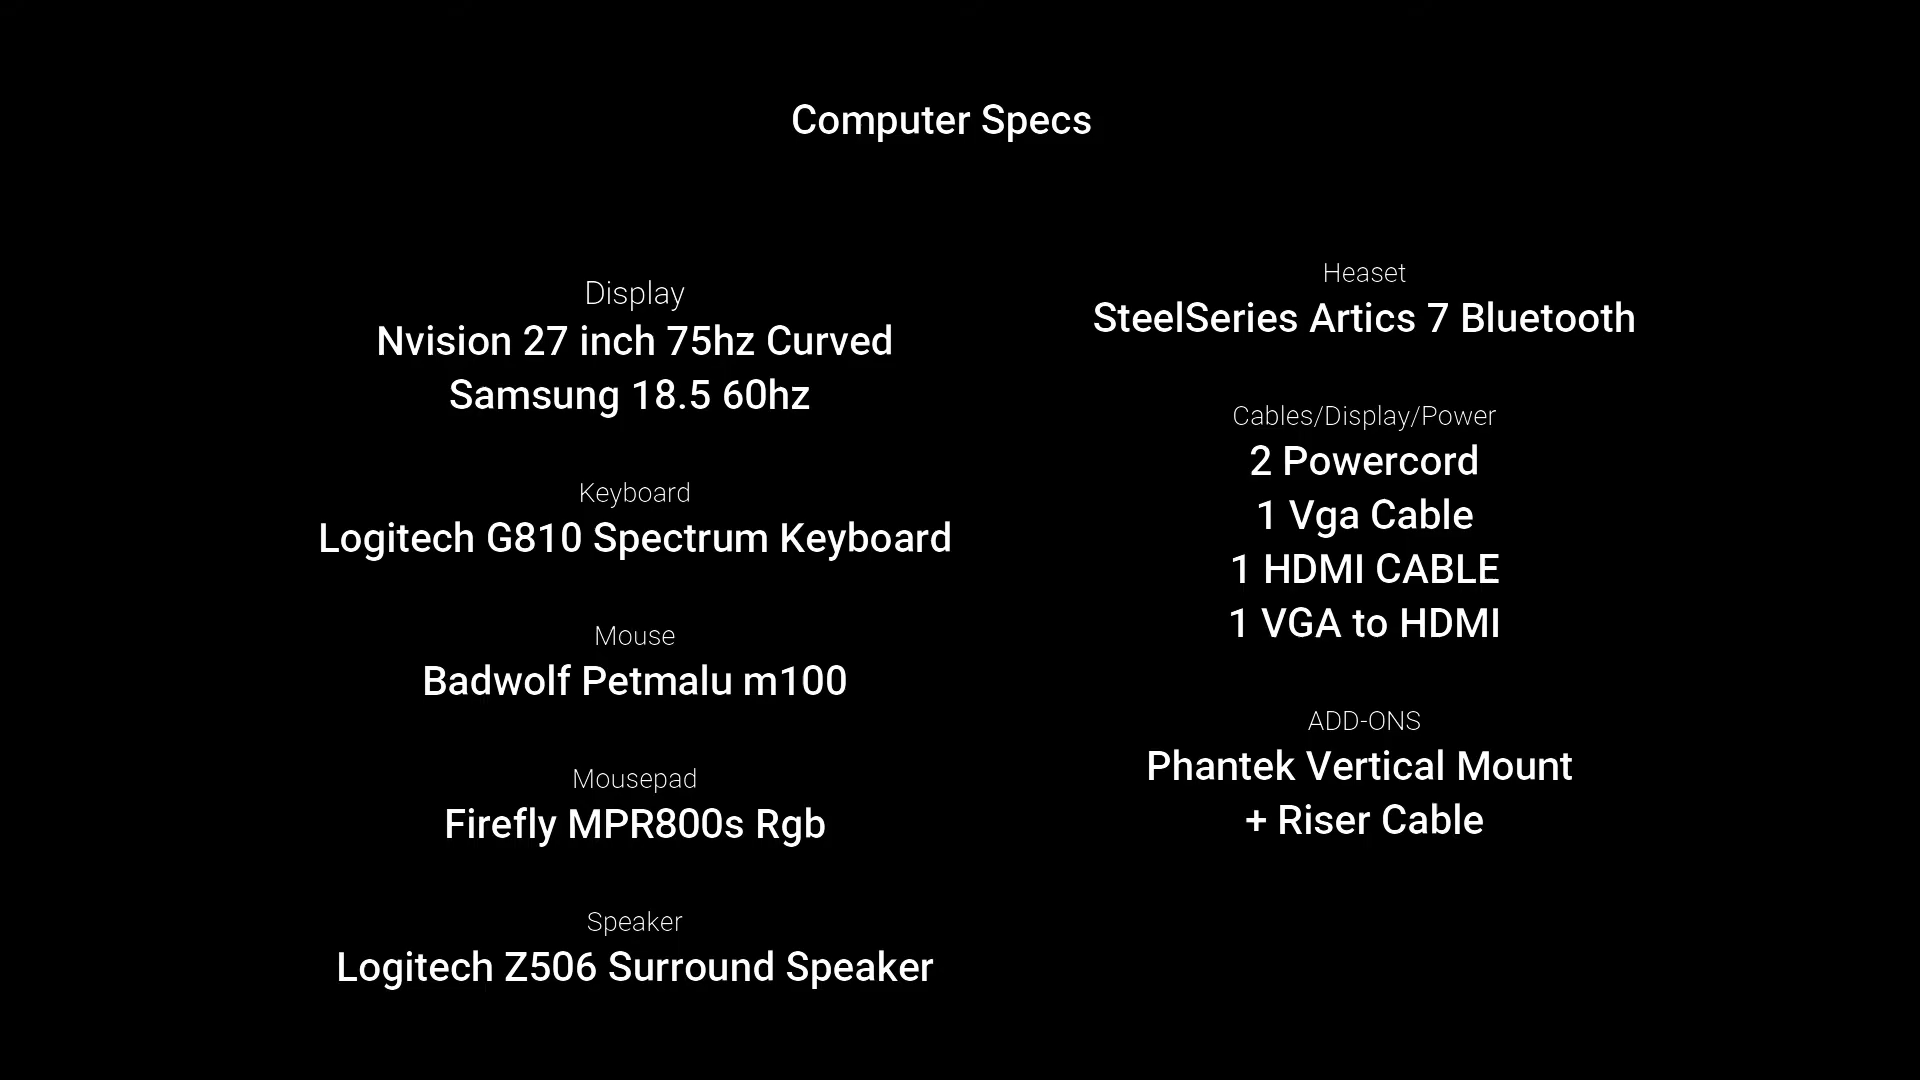 Computer Specs
Display
Nvision 27 inch 75hz Curved
Samsung 18.5 60hz
Keyboard
Logitech G810 Spectrum Keyboard
Mouse
Badwolf Petmalu m100
Mousepad
Firefly MPR800s Rgb
Speaker
Logitech Z506 Surround Speaker
Heaset
SteelSeries Artics 7 Bluetooth
Cables/Display/Power
2 Powercord
1 Vga Cable
1 HDMI CABLE
1 VGA to HDMI
ADD-ONS
Phantek Vertical Mount
+ Riser Cable